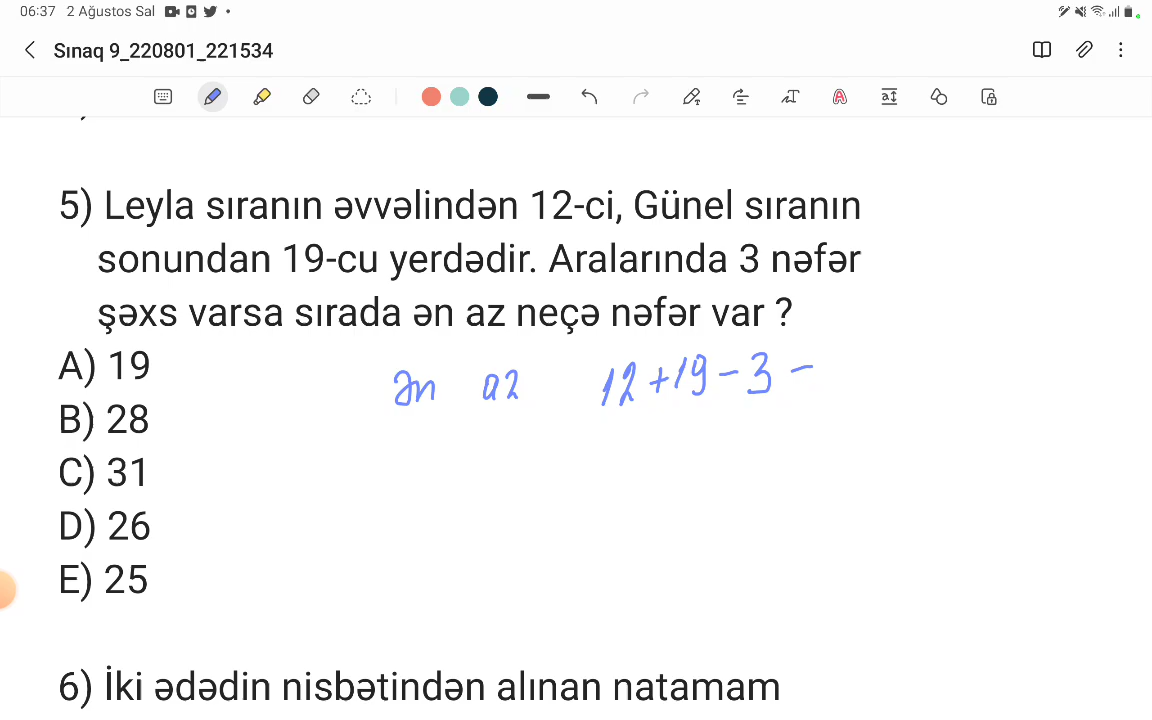 06:37 2 Ağustos Sal
Sınaq 9_220801_221534
5) Leyla sıranın əvvəlindən 12-ci, Günel sıranın
sonundan 19-cu yerdədir. Aralarında 3 nəfər
şəxs varsa sırada ən az neçə nəfər var ?
A) 19
ən az 12+19-3-
B) 28
C) 31
D) 26
E) 25
6) İki ədədin nisbətindən alınan natamam